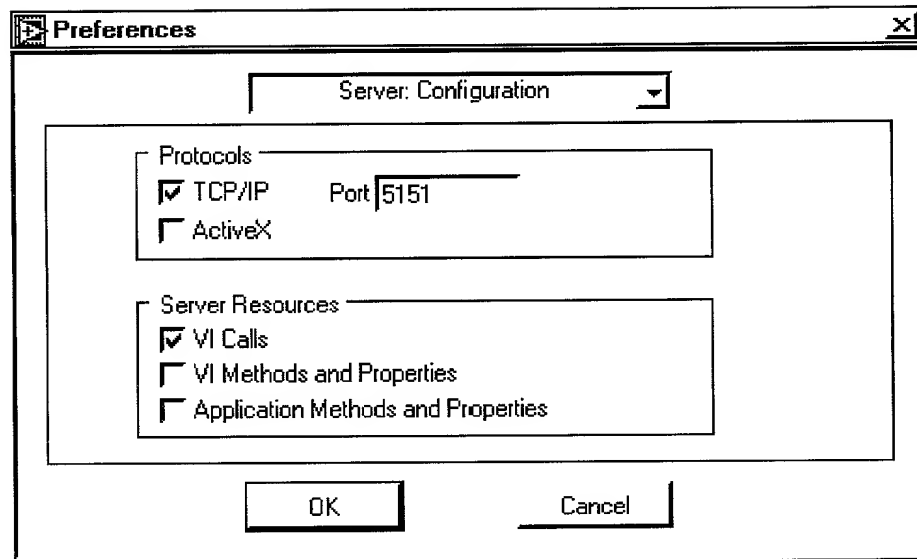 Preferences
Server: Configuration
Protocols
TCP/IP Port 5151
ActiveX
Server Resources
VI Calls
VI Methods and Properties
Application Methods and Properties
OK Cancel